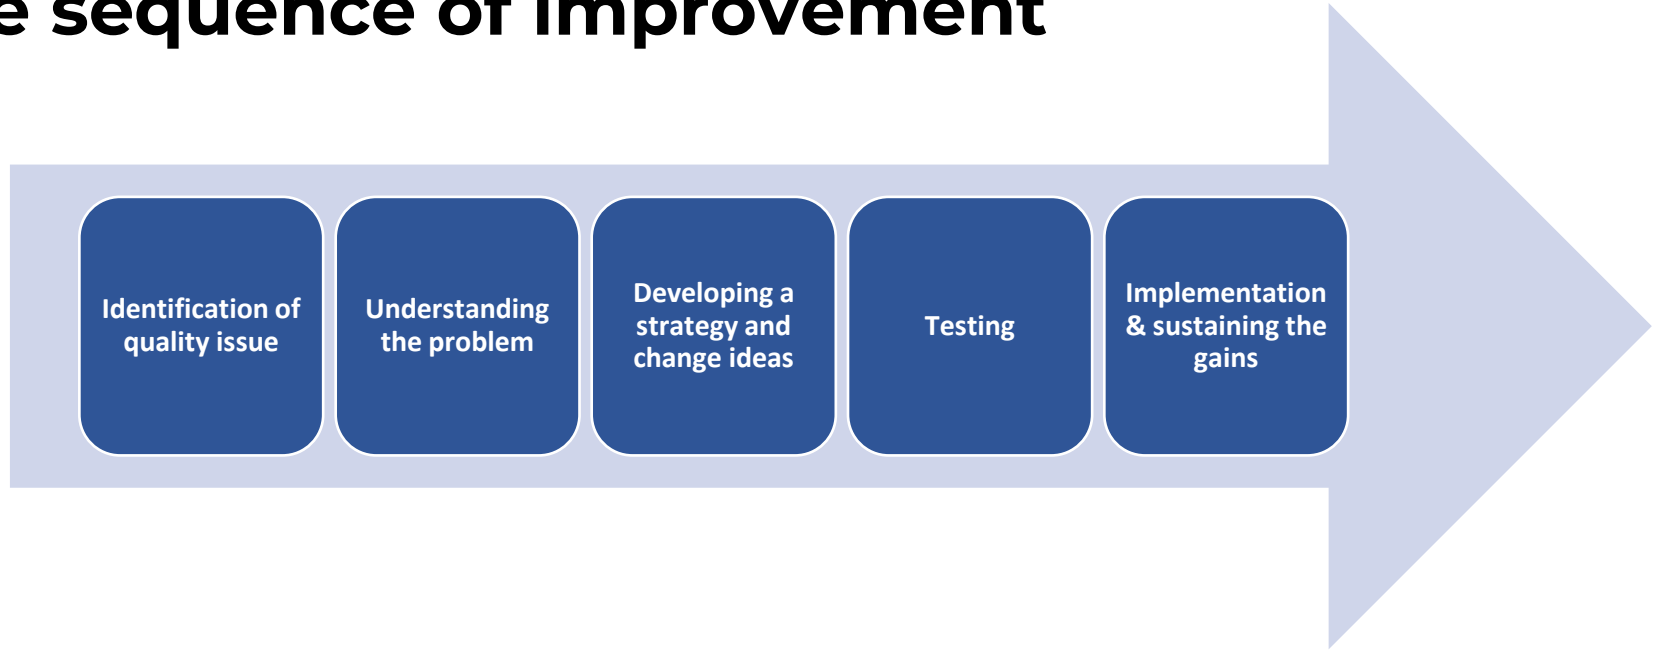 e sequence of improvement
Identification of
quality issue
Understanding
the problem
Developing a
strategy and
change ideas
Testing
Implementation
& sustaining the
gains